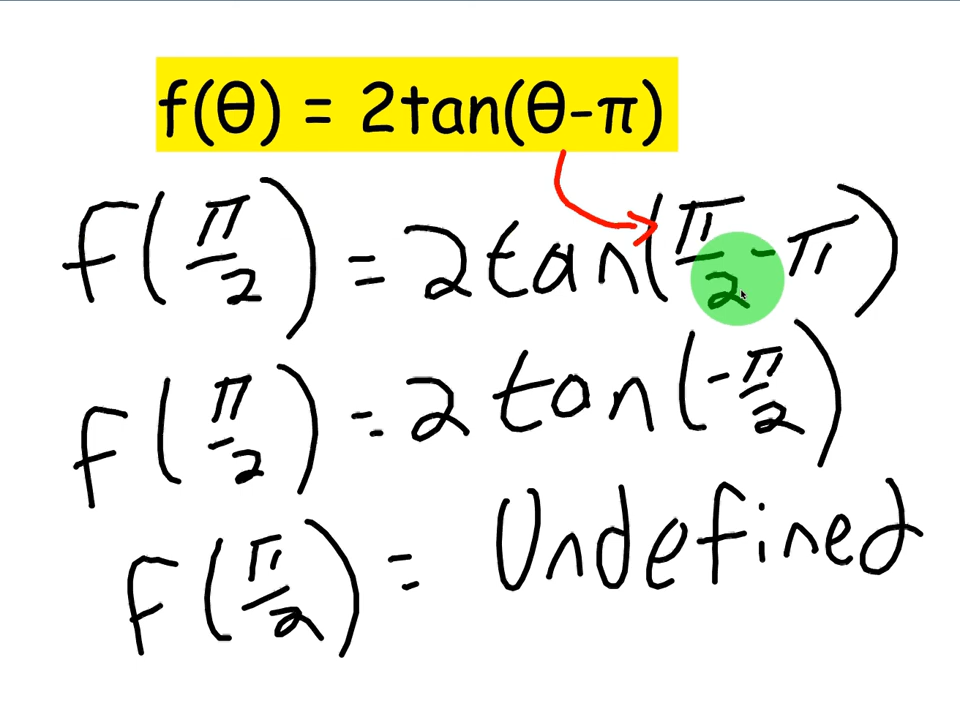 f(θ) = 2tan(θ-π)
f(π/2) = 2tan(π/2 - π)
f(π/2) = 2tan(-π/2)
f(π/2) = Undefined